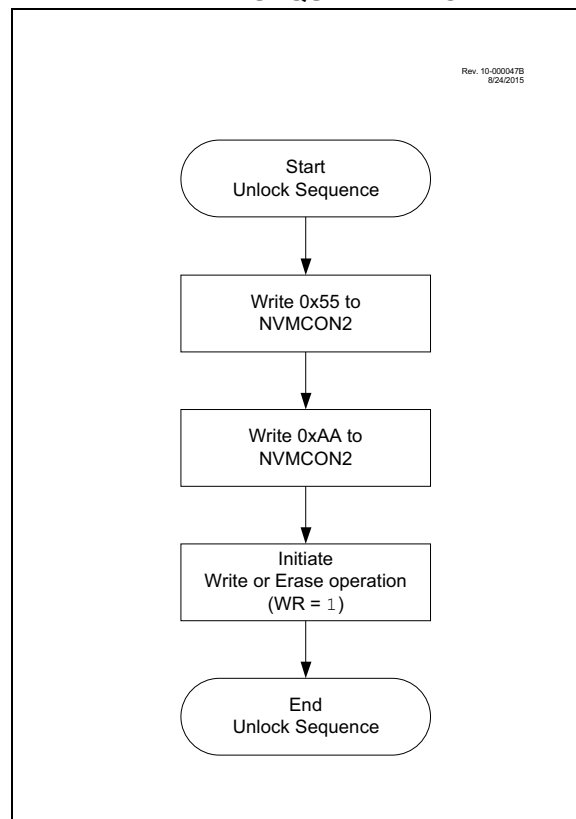 Rev. 10-000047B
8/24/2015
Start
Unlock Sequence
Write 0x55 to
NVMCON2
Write 0xAA to
NVMCON2
Initiate
Write or Erase operation
(WR = 1)
End
Unlock Sequence